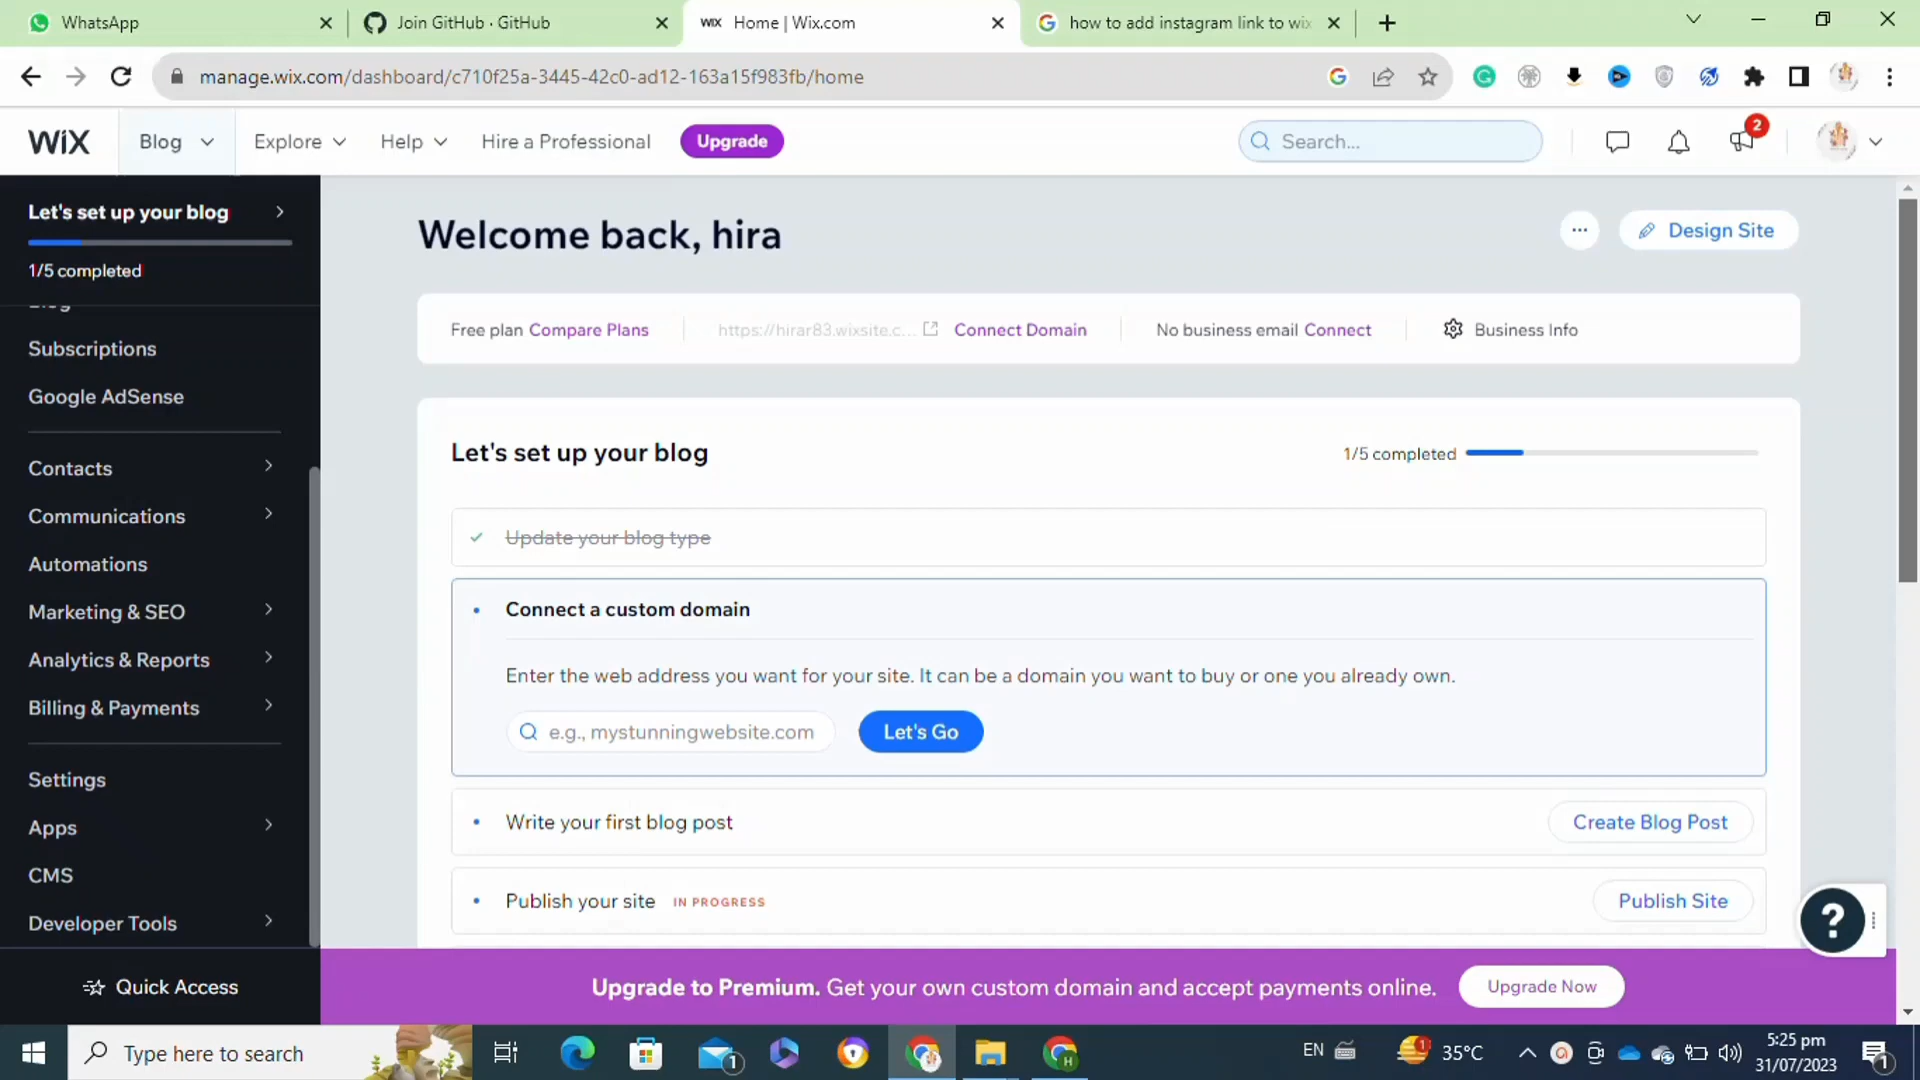 WhatsApp
Join GitHub · GitHub
WIX Home | Wix.com
how to add instagram link to wix
manage.wix.com/dashboard/c710f25a-3445-42c0-ad12-163a15f983fb/home
WIX
Blog
Explore
Help
Hire a Professional
Upgrade
Search...
2
Let's set up your blog
1/5 completed
Blog
Subscriptions
Google AdSense
Contacts
Communications
Automations
Marketing & SEO
Analytics & Reports
Billing & Payments
Settings
Apps
CMS
Developer Tools
Quick Access
Welcome back, hira
Design Site
Free plan Compare Plans
https://hirar83.wixsite.c... Connect Domain
No business email Connect
Business Info
Let's set up your blog
1/5 completed
Update your blog type
Connect a custom domain
Enter the web address you want for your site. It can be a domain you want to buy or one you already own.
e.g., mystunningwebsite.com
Let's Go
Write your first blog post
Create Blog Post
Publish your site IN PROGRESS
Publish Site
?
Upgrade to Premium. Get your own custom domain and accept payments online.
Upgrade Now
Type here to search
1
H
EN
1
35°C
5:25 pm
31/07/2023
1